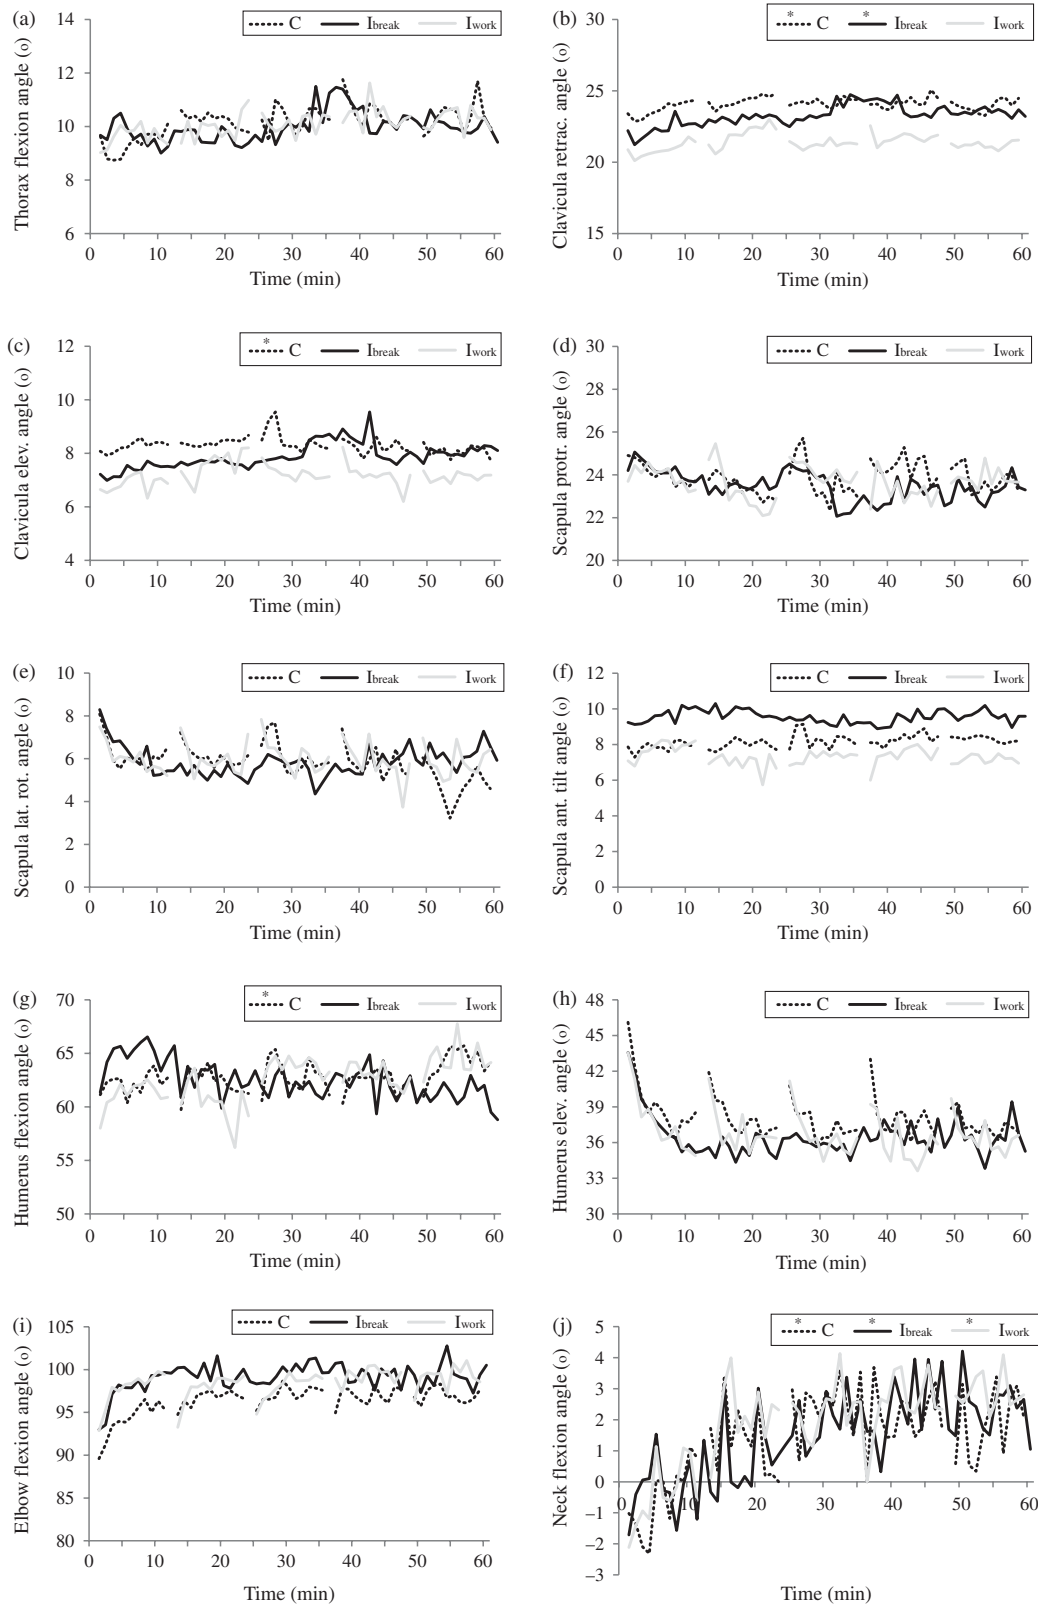 (a)
C Ibreak Iwork
Thorax flexion angle (o)
14
12
10
8
6
0 10 20 30 40 50 60
Time (min)
(b)
* *
C Ibreak Iwork
Clavicula retrac. angle (o)
30
25
20
15
0 10 20 30 40 50 60
Time (min)
(c)
*
C Ibreak Iwork
Clavicula elev. angle (o)
12
10
8
6
4
0 10 20 30 40 50 60
Time (min)
(d)
C Ibreak Iwork
Scapula protr. angle (o)
30
28
26
24
22
20
0 10 20 30 40 50 60
Time (min)
(e)
C Ibreak Iwork
Scapula lat. rot. angle (o)
10
8
6
4
2
0
0 10 20 30 40 50 60
Time (min)
(f)
C Ibreak Iwork
Scapula ant. tilt angle (o)
12
10
8
6
4
2
0
0 10 20 30 40 50 60
Time (min)
(g)
*
C Ibreak Iwork
Humerus flexion angle (o)
70
65
60
55
50
0 10 20 30 40 50 60
Time (min)
(h)
C Ibreak Iwork
Humerus elev. angle (o)
48
45
42
39
36
33
30
0 10 20 30 40 50 60
Time (min)
(i)
C Ibreak Iwork
Elbow flexion angle (o)
105
100
95
90
85
80
0 10 20 30 40 50 60
Time (min)
(j)
* * *
C Ibreak Iwork
Neck flexion angle (o)
5
4
3
2
1
0
–1
–2
–3
0 10 20 30 40 50 60
Time (min)